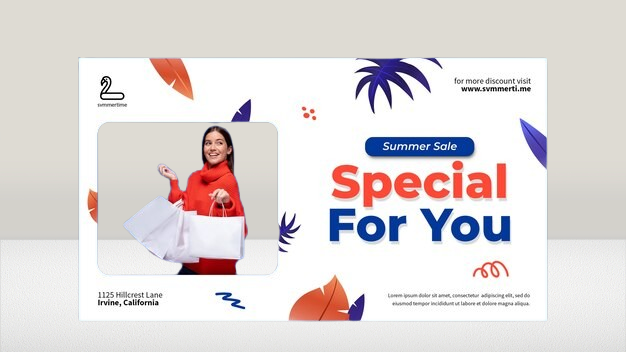 svmmertime
for more discount visit
www.svmmerti.me
Summer Sale
Special
For You
1125 Hillcrest Lane
Irvine, California
Lorem ipsum dolor sit amet, consectetur adipiscing elit, sed do
eiusmod tempor incididunt ut labore et dolore magna aliqua.